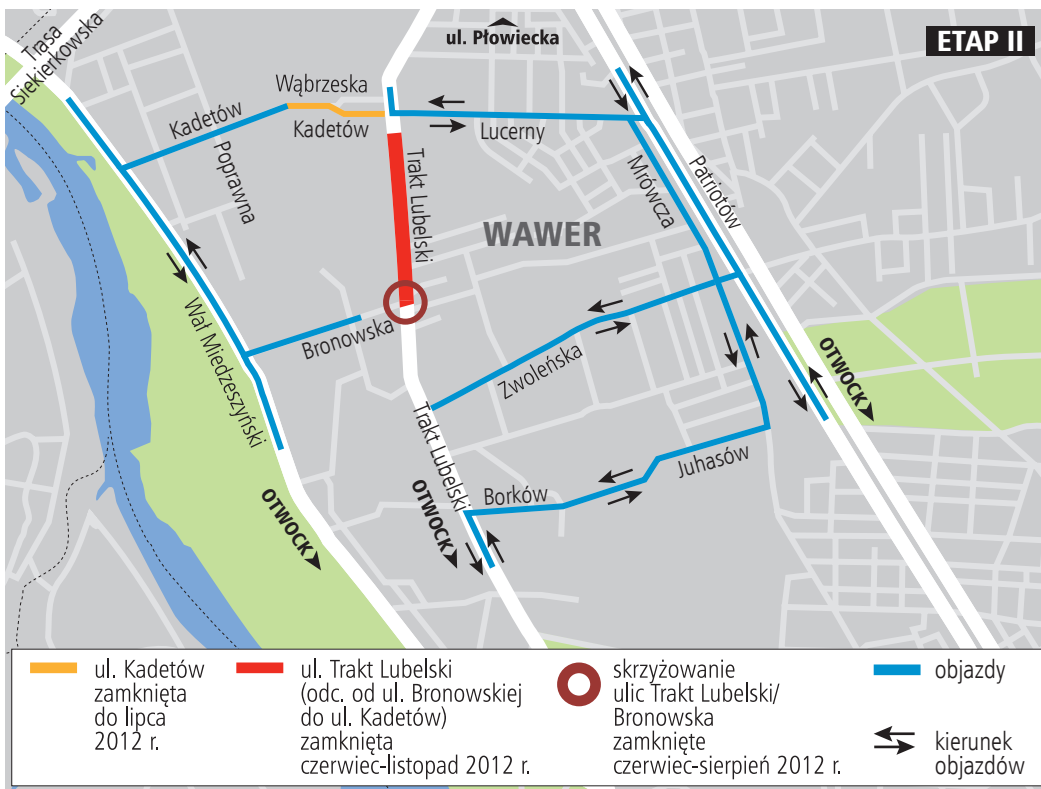 ul. Płowiecka
ETAP II
Trasa
Siekierkowska
Wąbrzeska
Kadetów
Kadetów
Lucerny
Poprawna
Trakt Lubelski
Mrówcza
Patriotów
WAWER
Wał Miedzeszyński
Bronowska
Zwoleńska
OTWOCK
Trakt Lubelski
Juhasów
Borków
OTWOCK
OTWOCK
ul. Kadetów
zamknięta
do lipca
2012 r.
ul. Trakt Lubelski
(odc. od ul. Bronowskiej
do ul. Kadetów)
zamknięta
czerwiec-listopad 2012 r.
skrzyżowanie
ulic Trakt Lubelski/
Bronowska
zamknięte
czerwiec-sierpień 2012 r.
objazdy
kierunek
objazdów